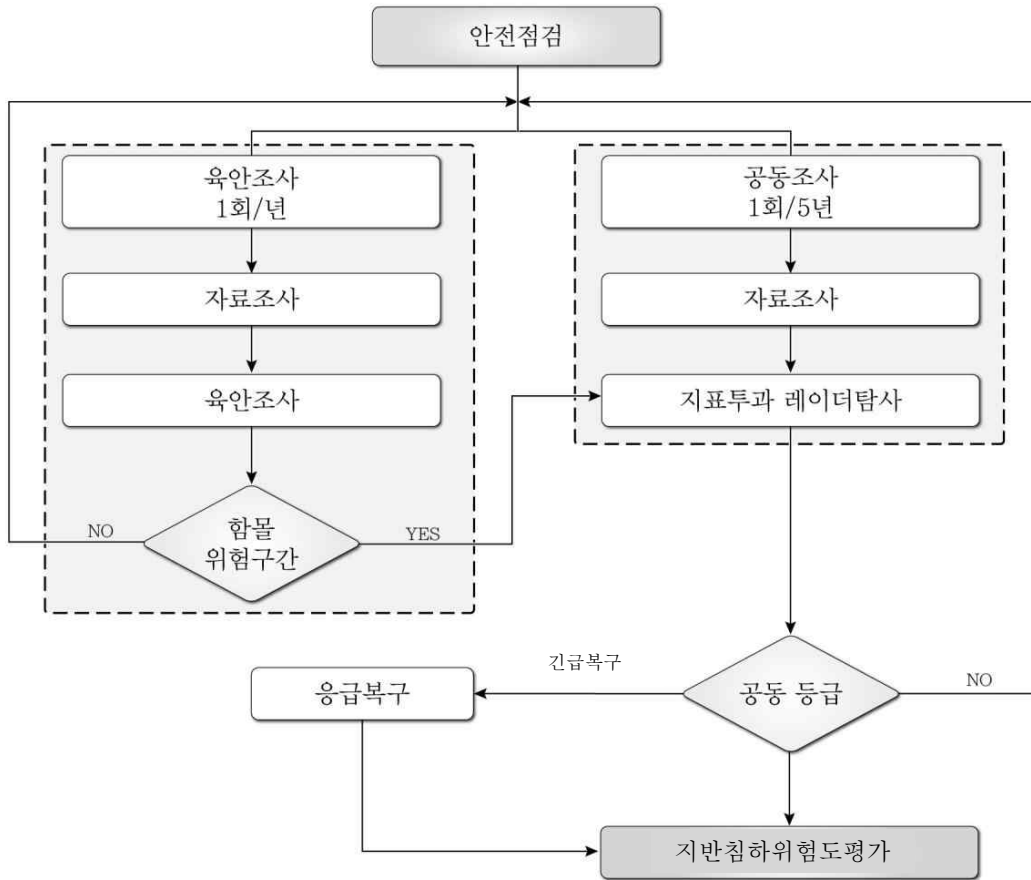 안전점검
육안조사
1회/년
자료조사
육안조사
함몰
위험구간
NO
YES
공동조사
1회/5년
자료조사
지표투과 레이더탐사
공동 등급
NO
긴급복구
응급복구
지반침하위험도평가